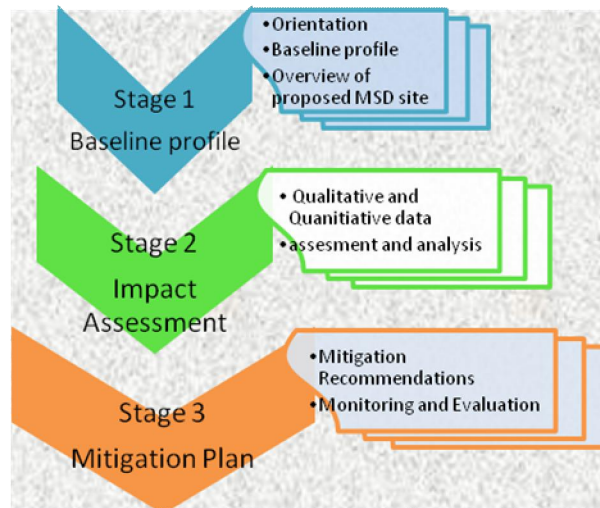 Stage 1
Baseline profile
•Orientation
•Baseline profile
•Overview of
proposed MSD site
Stage 2
Impact
Assessment
• Qualitative and
Quanitiative data
•assesment and analysis
Stage 3
Mitigation Plan
•Mitigation
Recommendations
•Monitoring and Evaluation